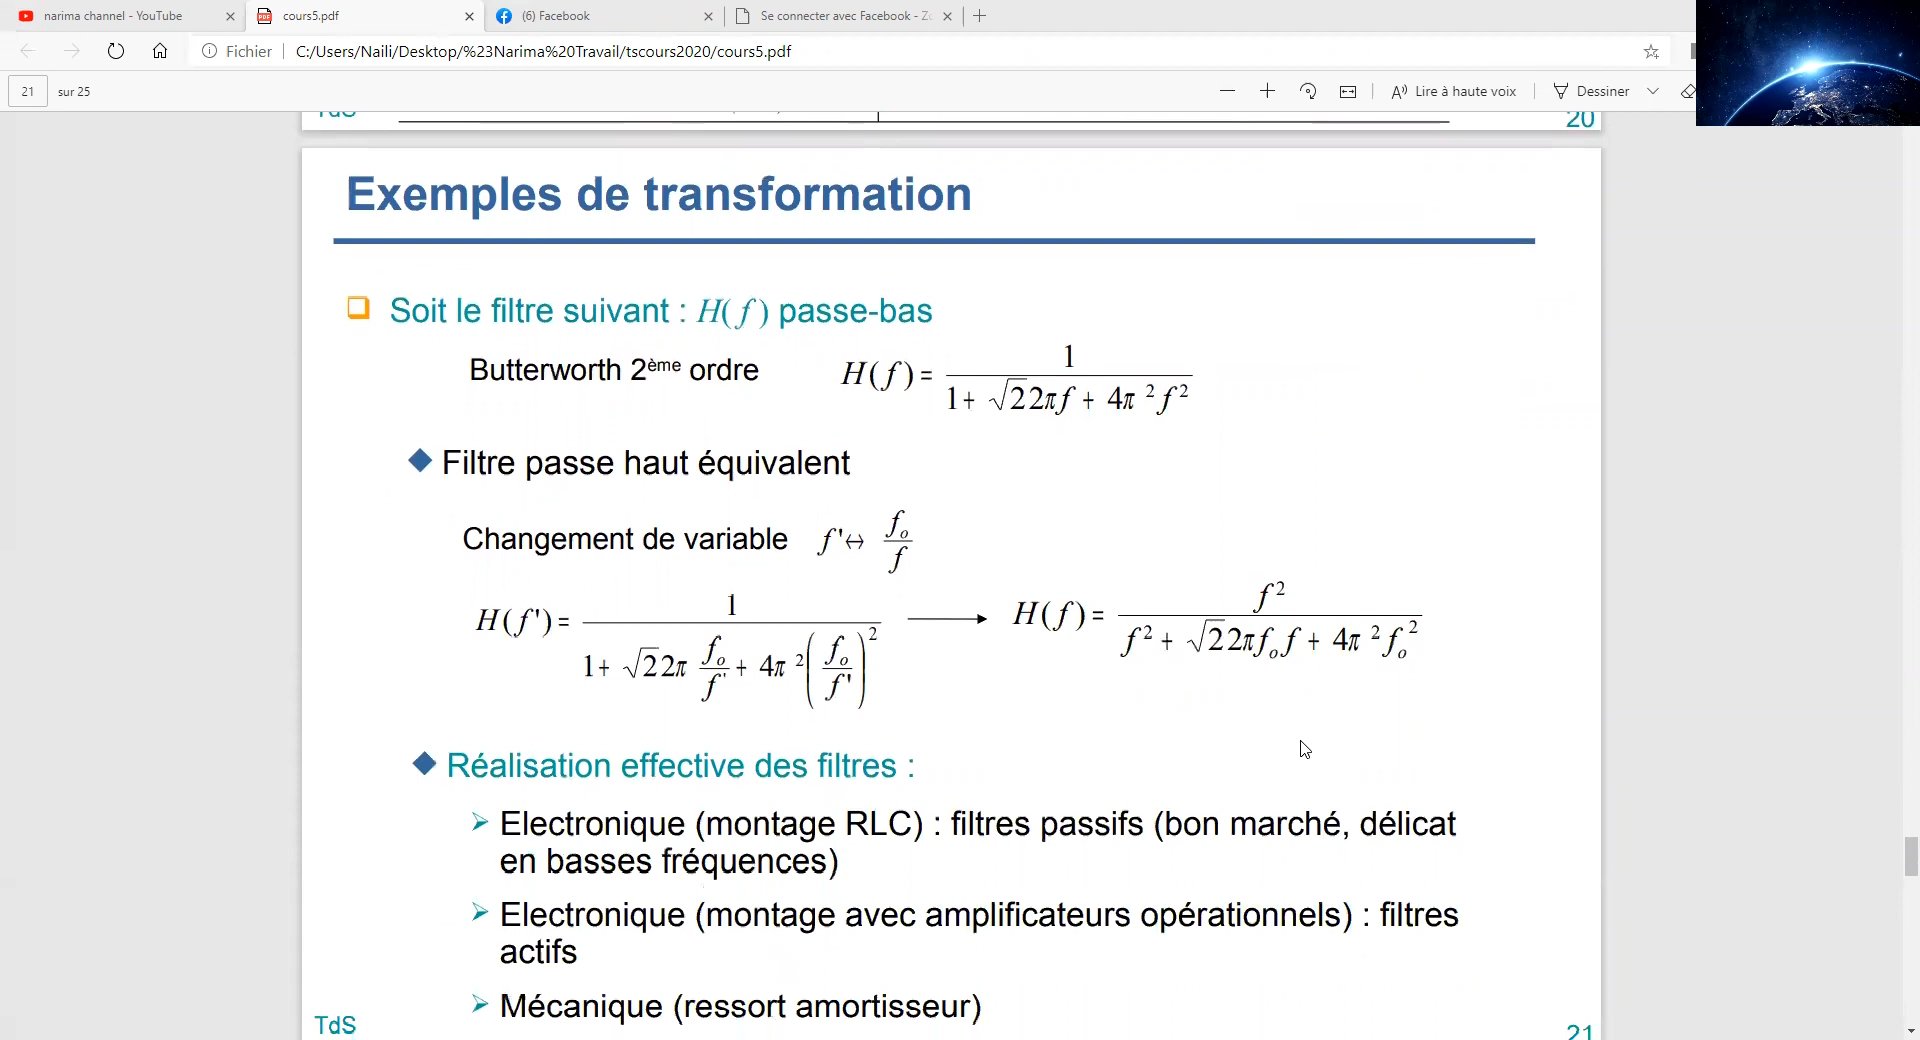 narima channel - YouTube
cours5.pdf
(6) Facebook
Se connecter avec Facebook - Zo
Fichier
C:/Users/Naili/Desktop/%23Narima%20Travail/tscours2020/cours5.pdf
21 sur 25
Lire à haute voix
Dessiner
TdS
20
Exemples de transformation
Soit le filtre suivant : H(f) passe-bas
Butterworth 2ème ordre H(f) = 1 / (1 + √2 2πf + 4π² f²)
Filtre passe haut équivalent
Changement de variable f' ↔ fo / f
H(f') = 1 / (1 + √2 2π fo/f' + 4π² (fo/f')²) → H(f) = f² / (f² + √2 2πfo f + 4π² fo²)
Réalisation effective des filtres :
Electronique (montage RLC) : filtres passifs (bon marché, délicat
en basses fréquences)
Electronique (montage avec amplificateurs opérationnels) : filtres
actifs
Mécanique (ressort amortisseur)
TdS
21